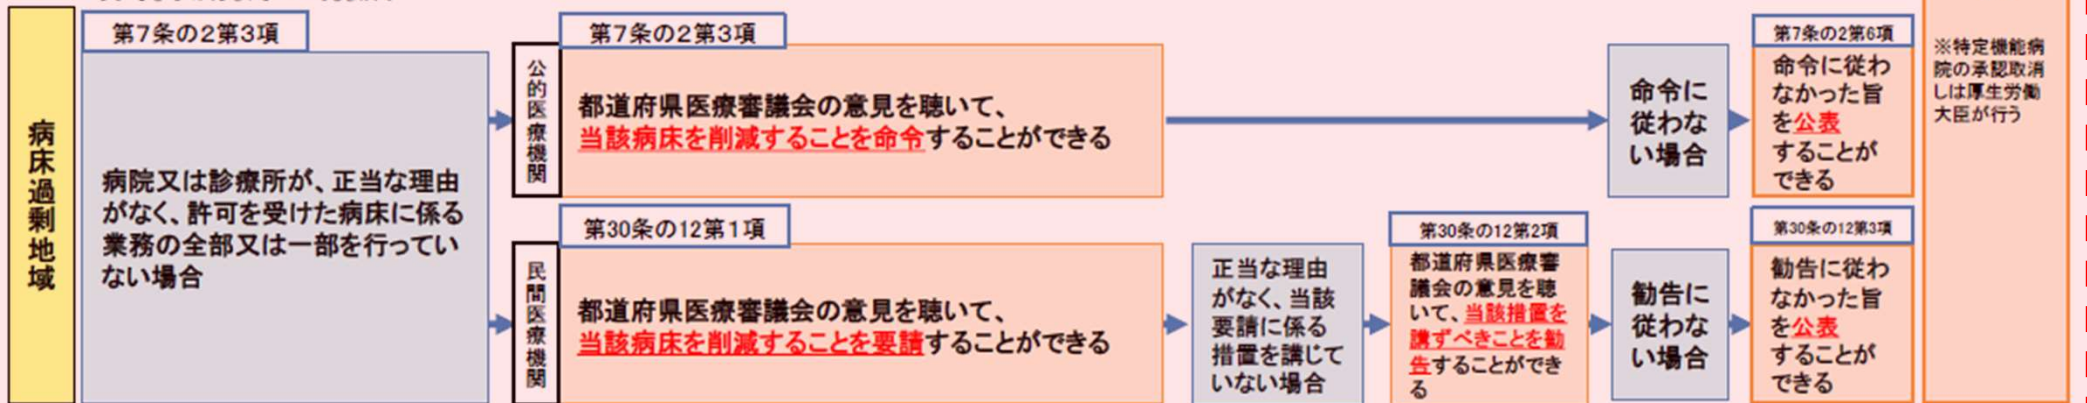 病床過剰地域
第7条の2第3項
病院又は診療所が、正当な理由
がなく、許可を受けた病床に係る
業務の全部又は一部を行ってい
ない場合
公的医療機関
第7条の2第3項
都道府県医療審議会の意見を聴いて、
当該病床を削減することを命令することができる
命令に
従わな
い場合
第7条の2第6項
命令に従わ
なかった旨
を公表
することが
できる
民間医療機関
第30条の12第1項
都道府県医療審議会の意見を聴いて、
当該病床を削減することを要請することができる
正当な理由
がなく、当該
要請に係る
措置を講じて
いない場合
第30条の12第2項
都道府県医療審
議会の意見を聴
いて、当該措置を
講ずべきことを勧
告することができ
る
勧告に
従わな
い場合
第30条の12第3項
勧告に従わ
なかった旨
を公表
することが
できる
※特定機能病
院の承認取消
しは厚生労働
大臣が行う